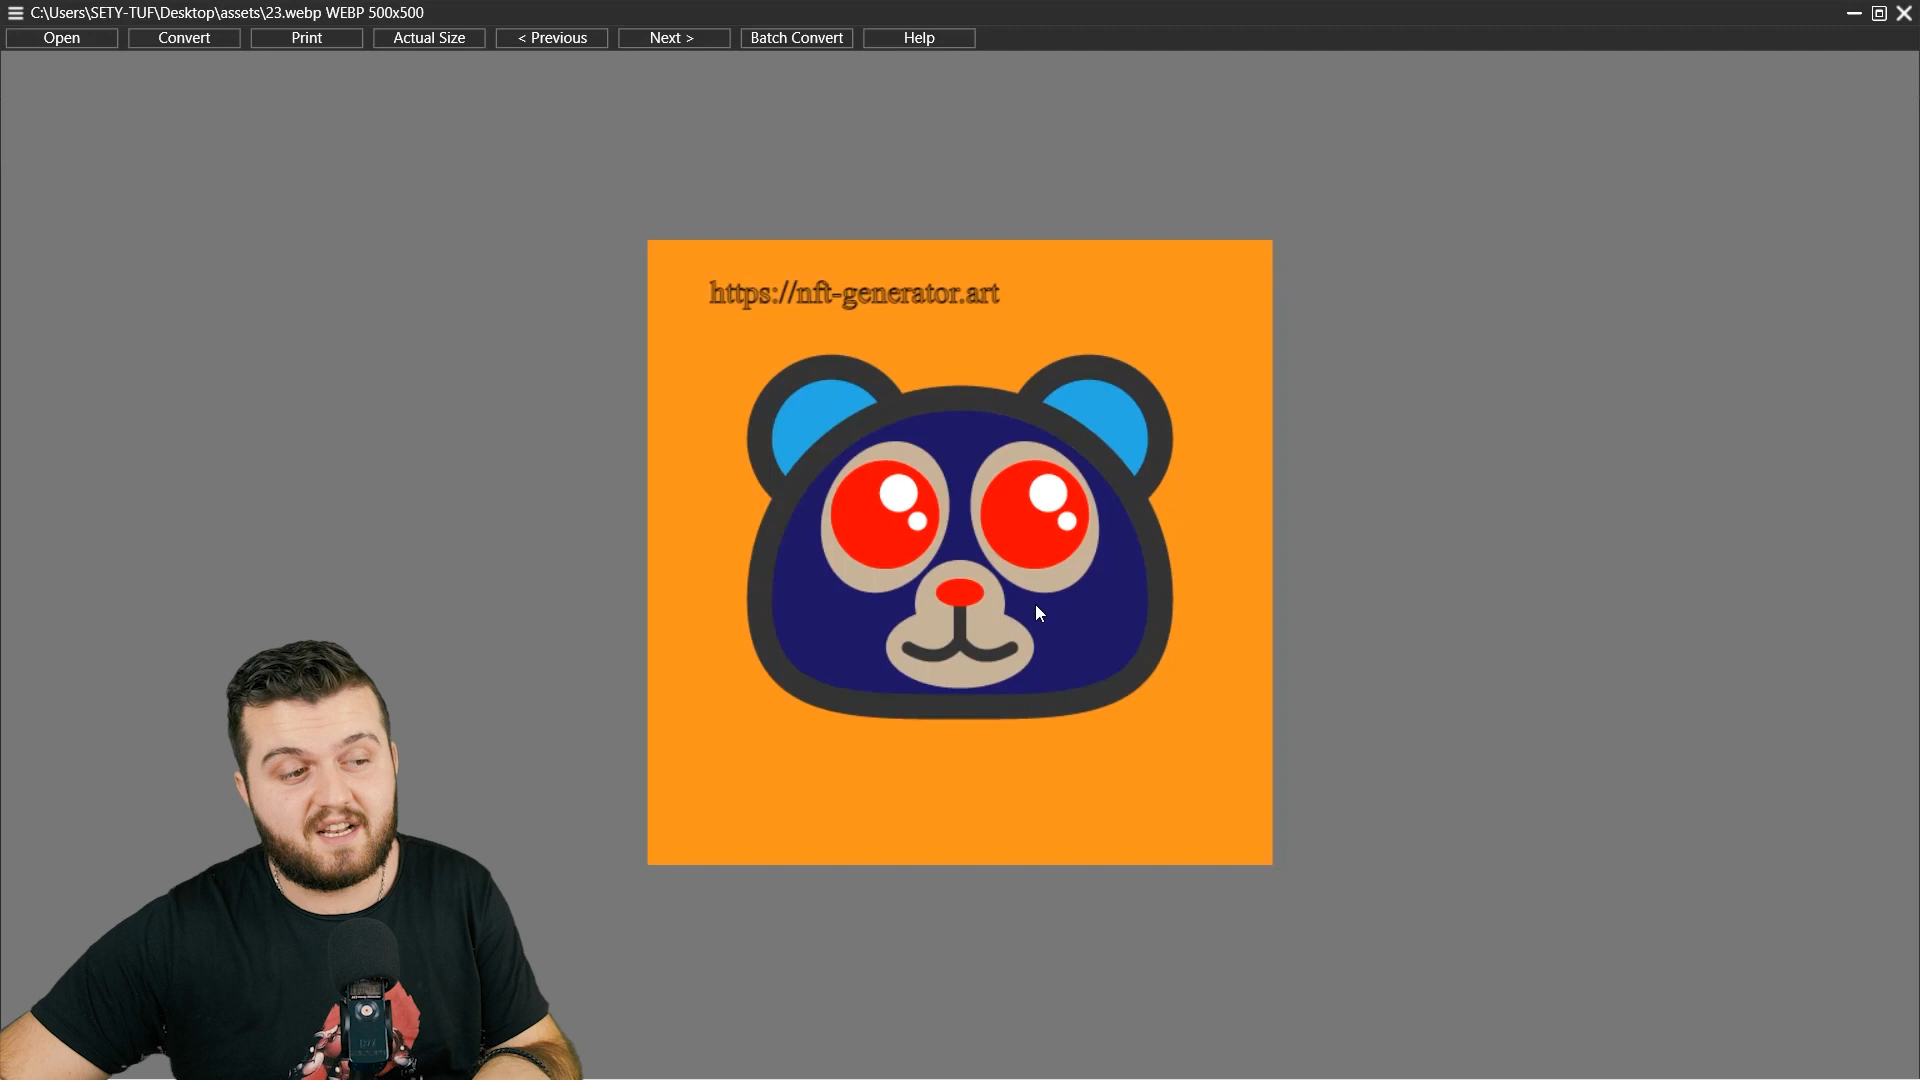 C:\Users\SETY-TUF\Desktop\assets\23.webp WEBP 500x500
Open Convert Print Actual Size < Previous Next > Batch Convert Help
https://nft-generator.art